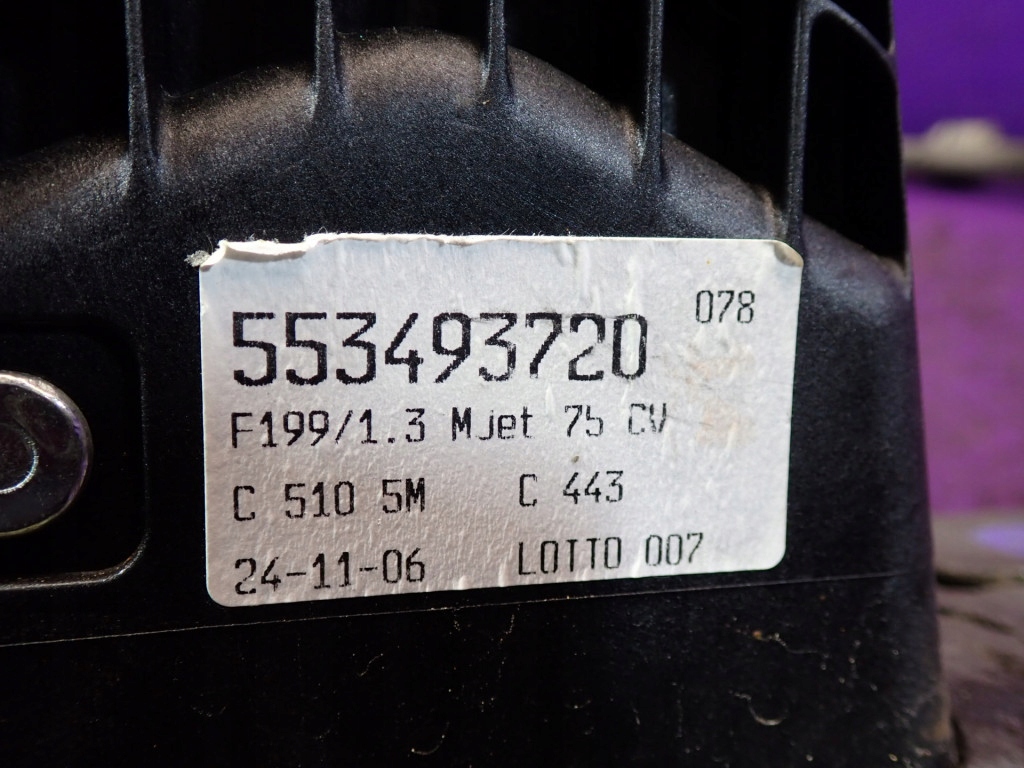 078
553493720
F199/1.3 Mjet 75 CV
C 510 5M C 443
24-11-06 LOTTO 007